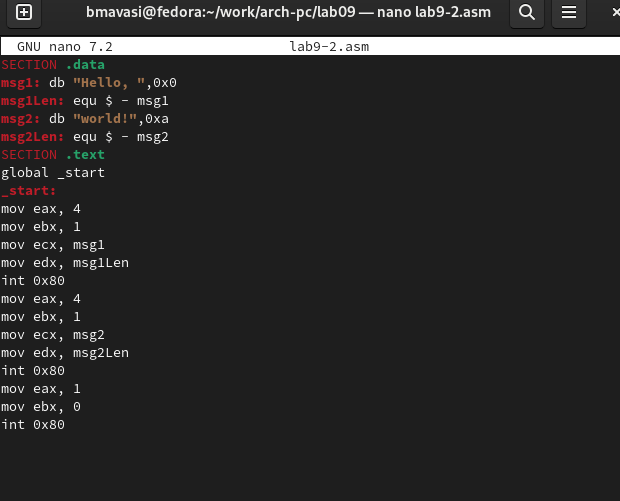 bmavasi@fedora:~/work/arch-pc/lab09 — nano lab9-2.asm
GNU nano 7.2 lab9-2.asm
SECTION .data
msg1: db "Hello, ",0x0
msg1Len: equ $ - msg1
msg2: db "world!",0xa
msg2Len: equ $ - msg2
SECTION .text
global _start
_start:
mov eax, 4
mov ebx, 1
mov ecx, msg1
mov edx, msg1Len
int 0x80
mov eax, 4
mov ebx, 1
mov ecx, msg2
mov edx, msg2Len
int 0x80
mov eax, 1
mov ebx, 0
int 0x80